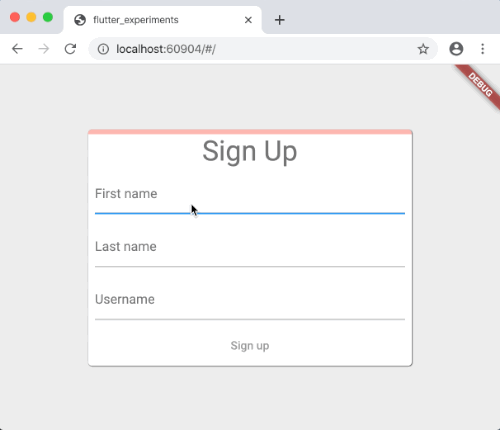 flutter_experiments
localhost:60904/#/
DEBUG
Sign Up
First name
Last name
Username
Sign up